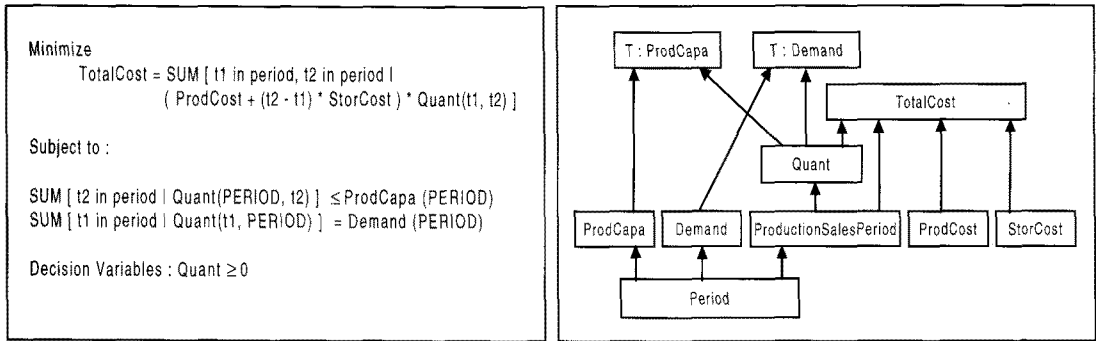 Minimize
TotalCost = SUM [ t1 in period, t2 in period |
( ProdCost + (t2 - t1) * StorCost ) * Quant(t1, t2) ]
Subject to :
SUM [ t2 in period | Quant(PERIOD, t2) ] ≤ ProdCapa (PERIOD)
SUM [ t1 in period | Quant(t1, PERIOD) ] = Demand (PERIOD)
Decision Variables : Quant ≥ 0
T : ProdCapa
T : Demand
TotalCost
Quant
ProdCapa
Demand
ProductionSalesPeriod
ProdCost
StorCost
Period